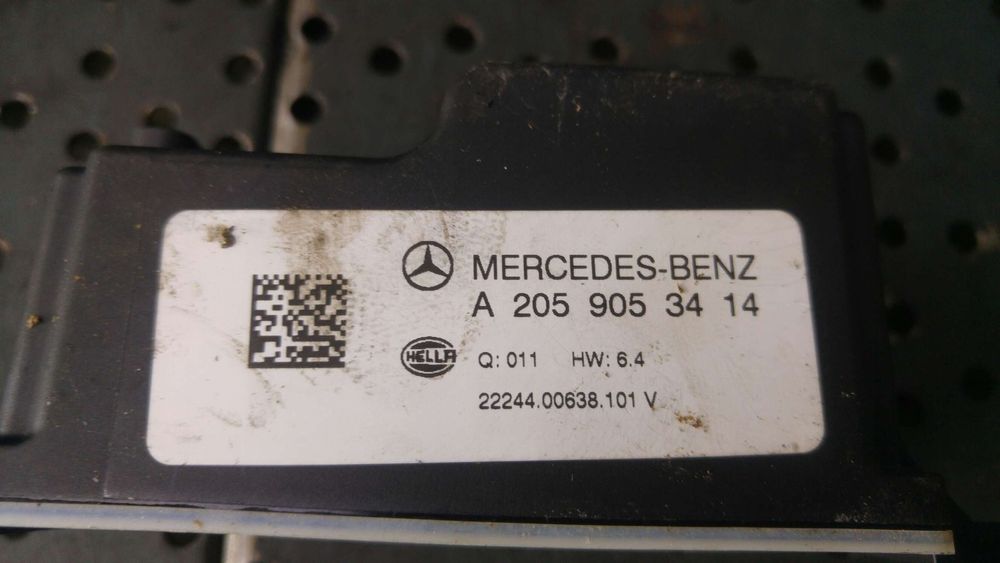 MERCEDES-BENZ
A 205 905 34 14
HELLA
Q: 011 HW: 6.4
22244.00638.101 V